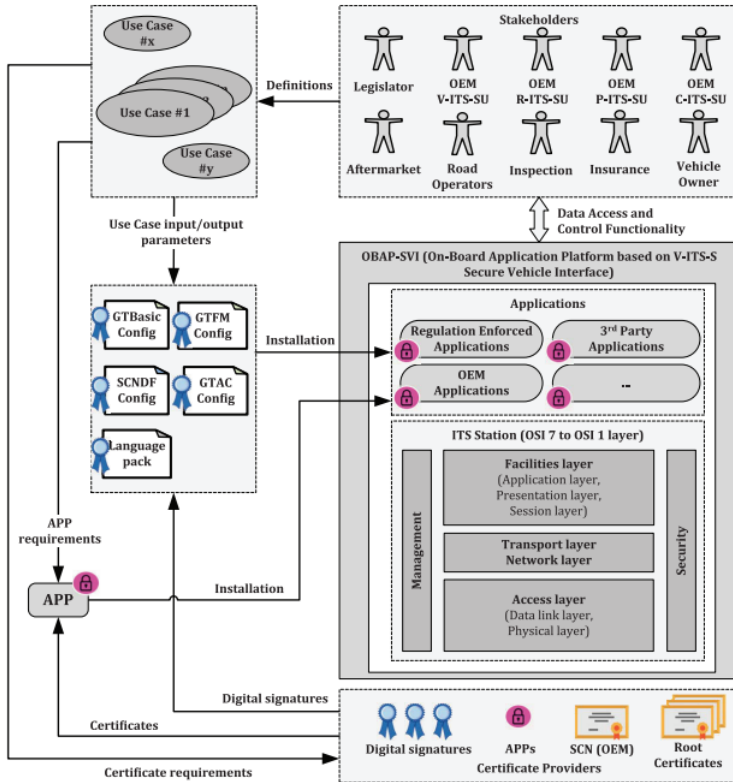 Use Case
#x
Use Case #1
Use Case
#y
Definitions
Stakeholders
Legislator
OEM
V-ITS-SU
OEM
R-ITS-SU
OEM
P-ITS-SU
OEM
C-ITS-SU
Aftermarket
Road
Operators
Inspection
Insurance
Vehicle
Owner
Use Case input/output
parameters
Data Access and
Control Functionality
OBAP-SVI (On-Board Application Platform based on V-ITS-S
Secure Vehicle Interface)
GTBasic
Config
GTFM
Config
SCNDF
Config
GTAC
Config
Language
pack
Installation
Applications
Regulation Enforced
Applications
3rd Party
Applications
OEM
Applications
...
ITS Station (OSI 7 to OSI 1 layer)
Management
Facilities layer
(Application layer,
Presentation layer,
Session layer)
Transport layer
Network layer
Access layer
(Data link layer,
Physical layer)
Security
APP
requirements
APP
Installation
Digital signatures
Certificates
Certificate requirements
Digital signatures
APPs
SCN (OEM)
Root
Certificates
Certificate Providers